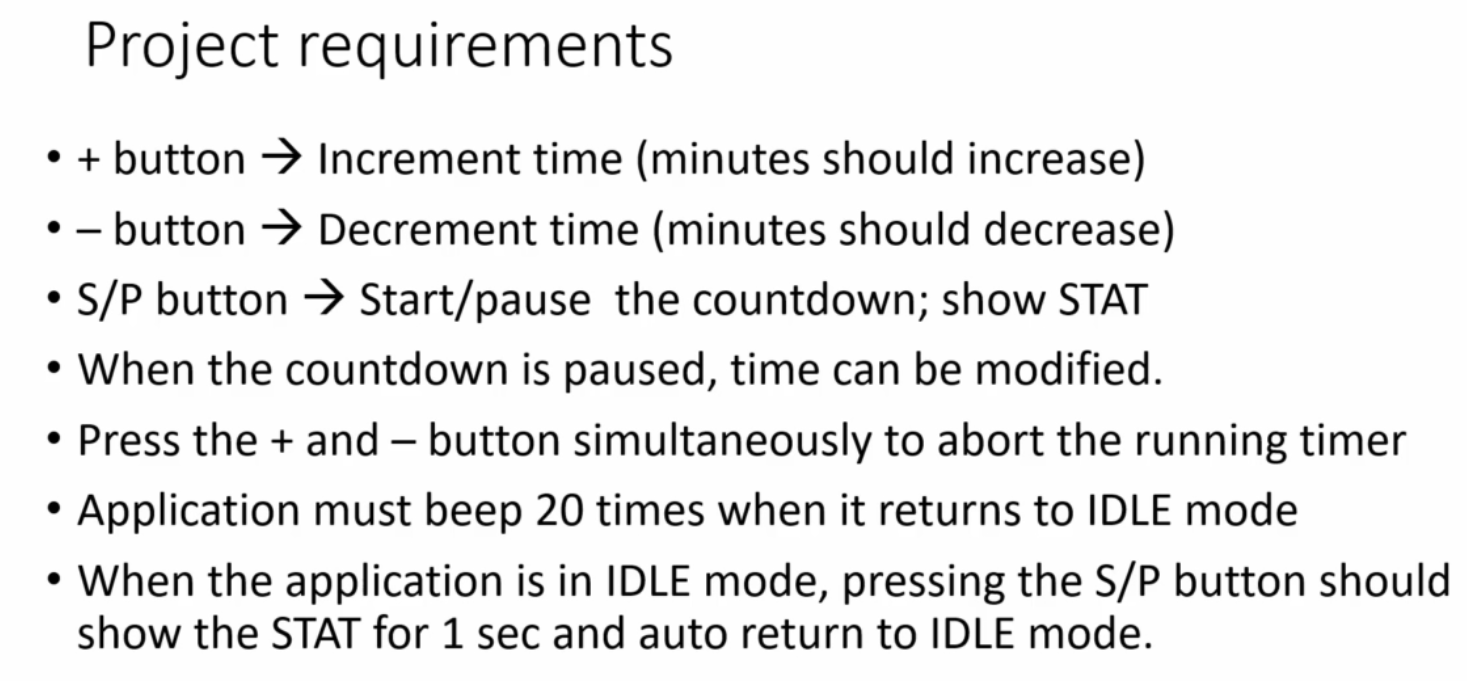 Project requirements
• + button → Increment time (minutes should increase)
• – button → Decrement time (minutes should decrease)
• S/P button → Start/pause  the countdown; show STAT
• When the countdown is paused, time can be modified.
• Press the + and – button simultaneously to abort the running timer
• Application must beep 20 times when it returns to IDLE mode
• When the application is in IDLE mode, pressing the S/P button should
show the STAT for 1 sec and auto return to IDLE mode.